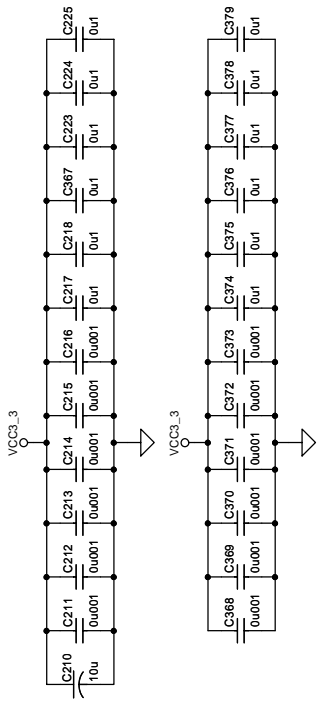 VCC3_3
C210
10u
C211
0u001
C212
0u001
C213
0u001
C214
0u001
C215
0u001
C216
0u001
C217
0u1
C218
0u1
C367
0u1
C223
0u1
C224
0u1
C225
0u1
VCC3_3
C368
0u001
C369
0u001
C370
0u001
C371
0u001
C372
0u001
C373
0u001
C374
0u1
C375
0u1
C376
0u1
C377
0u1
C378
0u1
C379
0u1